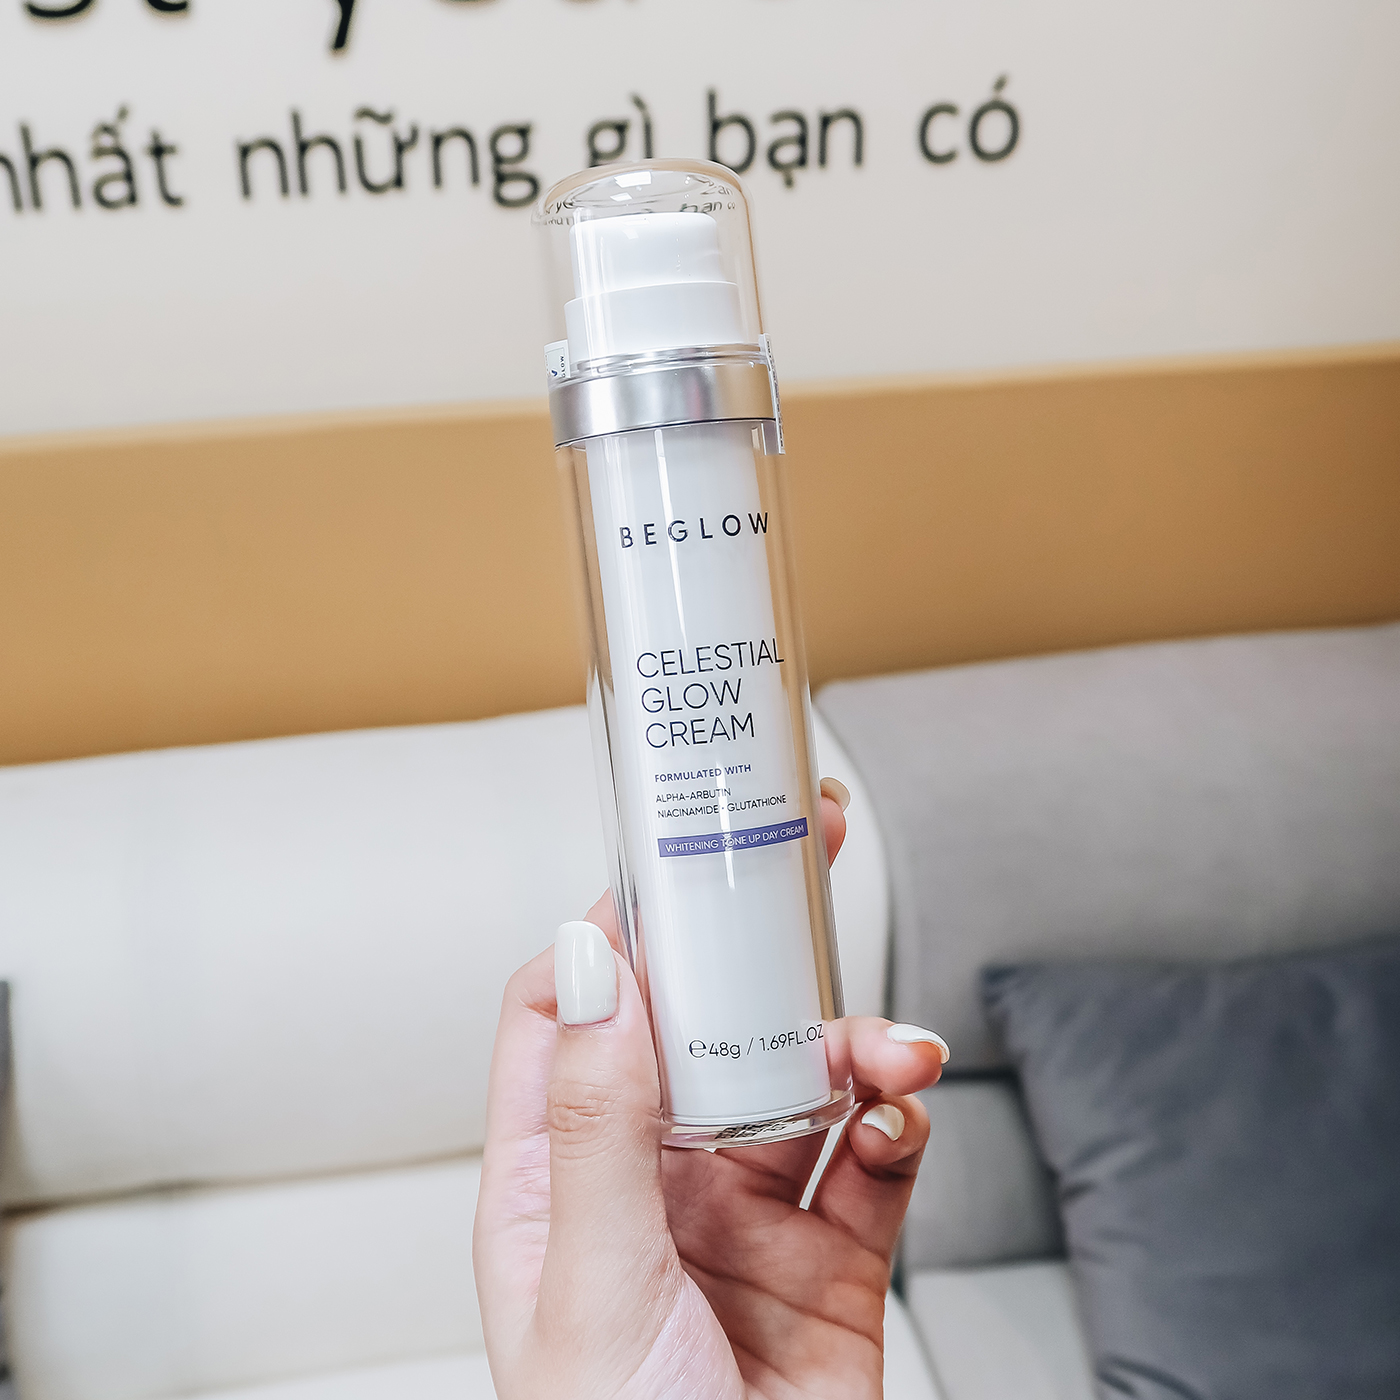 nhất những gì bạn có
BEGLOW
CELESTIAL
GLOW
CREAM
FORMULATED WITH
ALPHA-ARBUTIN
NIACINAMIDE • GLUTATHIONE
WHITENING TONE UP DAY CREAM
℮48g / 1.69FL.OZ